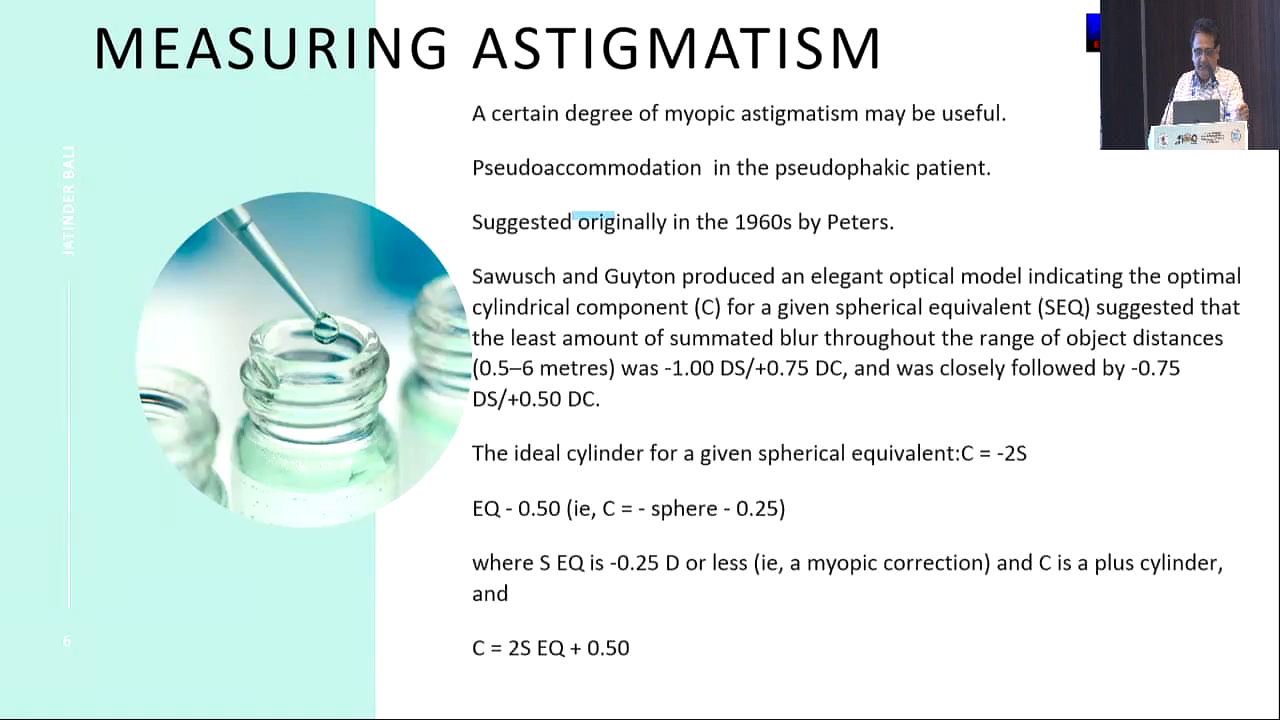 MEASURING ASTIGMATISM
A certain degree of myopic astigmatism may be useful.
Pseudoaccommodation in the pseudophakic patient.
Suggested originally in the 1960s by Peters.
Sawusch and Guyton produced an elegant optical model indicating the optimal
cylindrical component (C) for a given spherical equivalent (SEQ) suggested that
the least amount of summated blur throughout the range of object distances
(0.5–6 metres) was -1.00 DS/+0.75 DC, and was closely followed by -0.75
DS/+0.50 DC.
The ideal cylinder for a given spherical equivalent:C = -2S
EQ - 0.50 (ie, C = - sphere - 0.25)
where S EQ is -0.25 D or less (ie, a myopic correction) and C is a plus cylinder,
and
C = 2S EQ + 0.50
JATINDER BALI
6